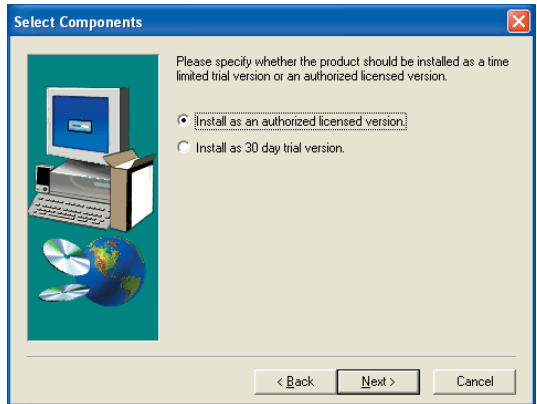 Select Components
Please specify whether the product should be installed as a time
limited trial version or an authorized licensed version.
Install as an authorized licensed version.
Install as 30 day trial version.
< Back
Next >
Cancel